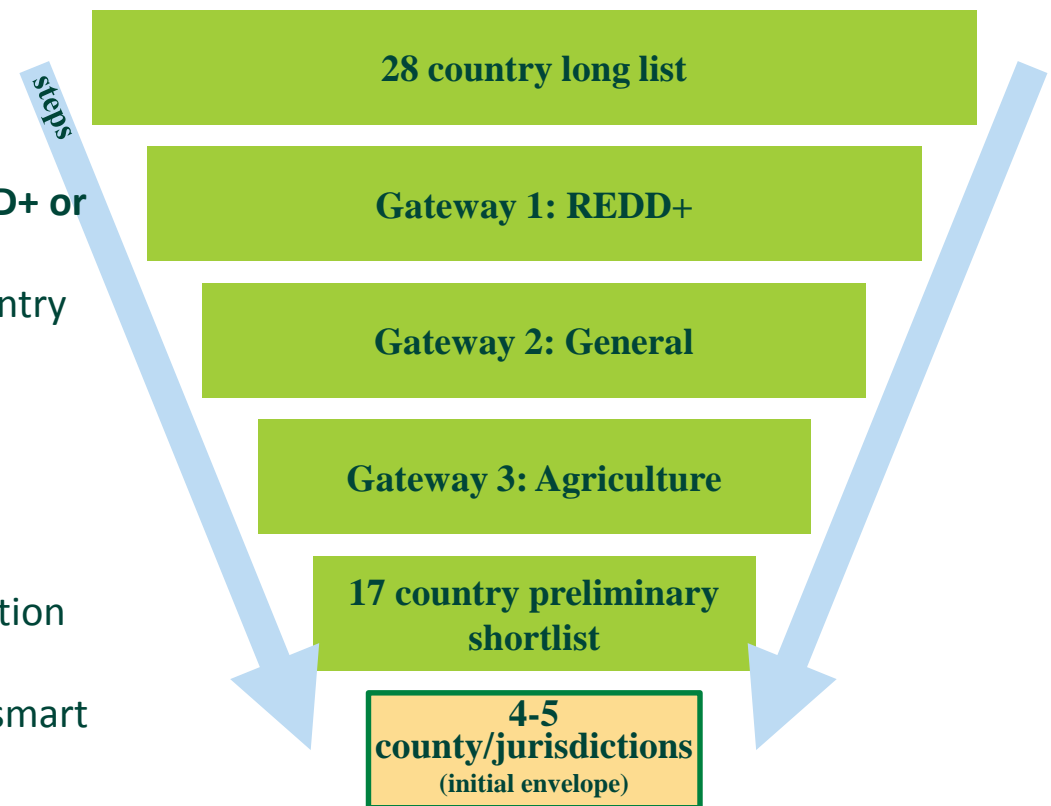 28 country long list
steps
D+ or
Gateway 1: REDD+
ntry
Gateway 2: General
Gateway 3: Agriculture
17 country preliminary
shortlist
tion
smart
4-5
county/jurisdictions
(initial envelope)